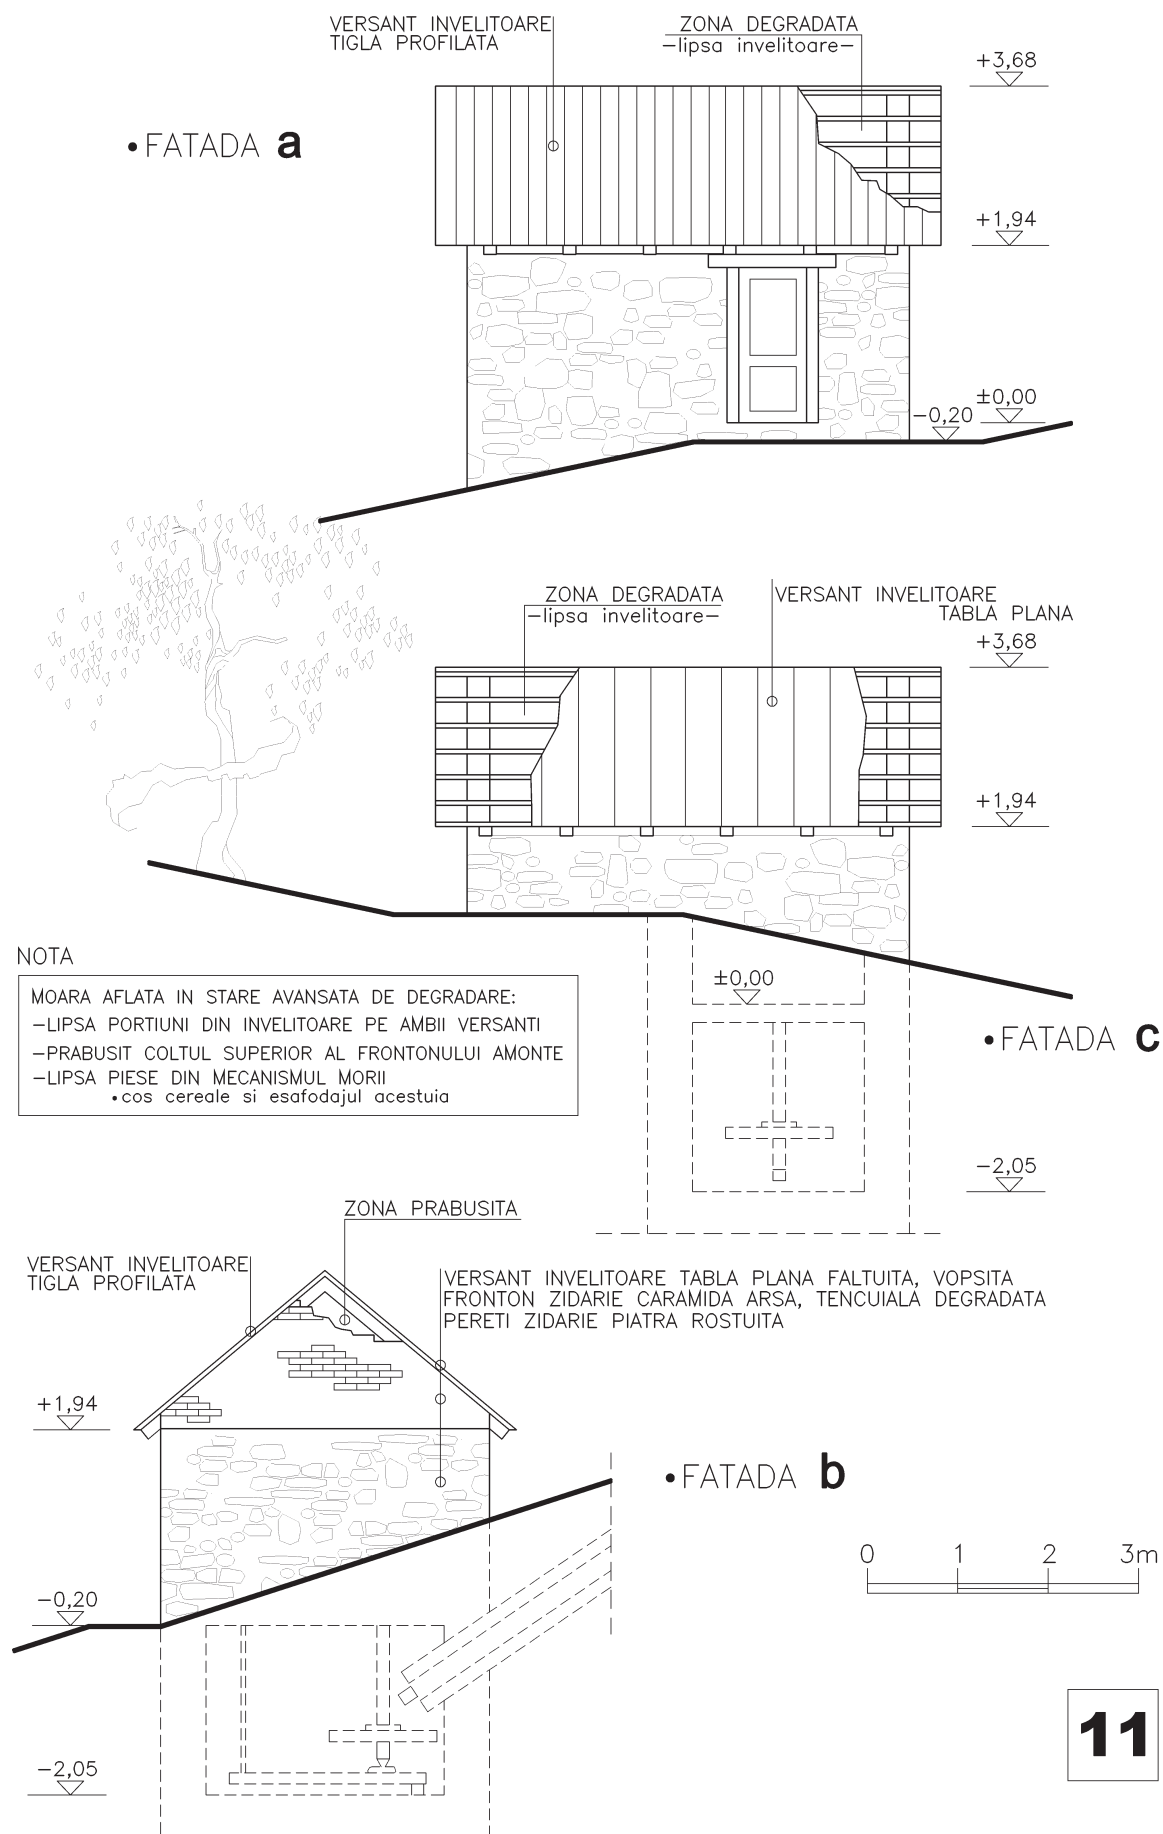 VERSANT INVELITOARE
TIGLA PROFILATA
ZONA DEGRADATA
-lipsa invelitoare-
+3,68
• FATADA a
+1,94
±0,00
-0,20
ZONA DEGRADATA
-lipsa invelitoare-
VERSANT INVELITOARE
TABLA PLANA
+3,68
+1,94
NOTA
MOARA AFLATA IN STARE AVANSATA DE DEGRADARE:
-LIPSA PORTIUNI DIN INVELITOARE PE AMBII VERSANTI
-PRABUSIT COLTUL SUPERIOR AL FRONTONULUI AMONTE
-LIPSA PIESE DIN MECANISMUL MORII
• cos cereale si esafodajul acestuia
±0,00
• FATADA c
-2,05
ZONA PRABUSITA
VERSANT INVELITOARE
TIGLA PROFILATA
VERSANT INVELITOARE TABLA PLANA FALTUITA, VOPSITA
FRONTON ZIDARIE CARAMIDA ARSA, TENCUIALA DEGRADATA
PERETI ZIDARIE PIATRA ROSTUITA
+1,94
• FATADA b
0 1 2 3m
-0,20
-2,05
11